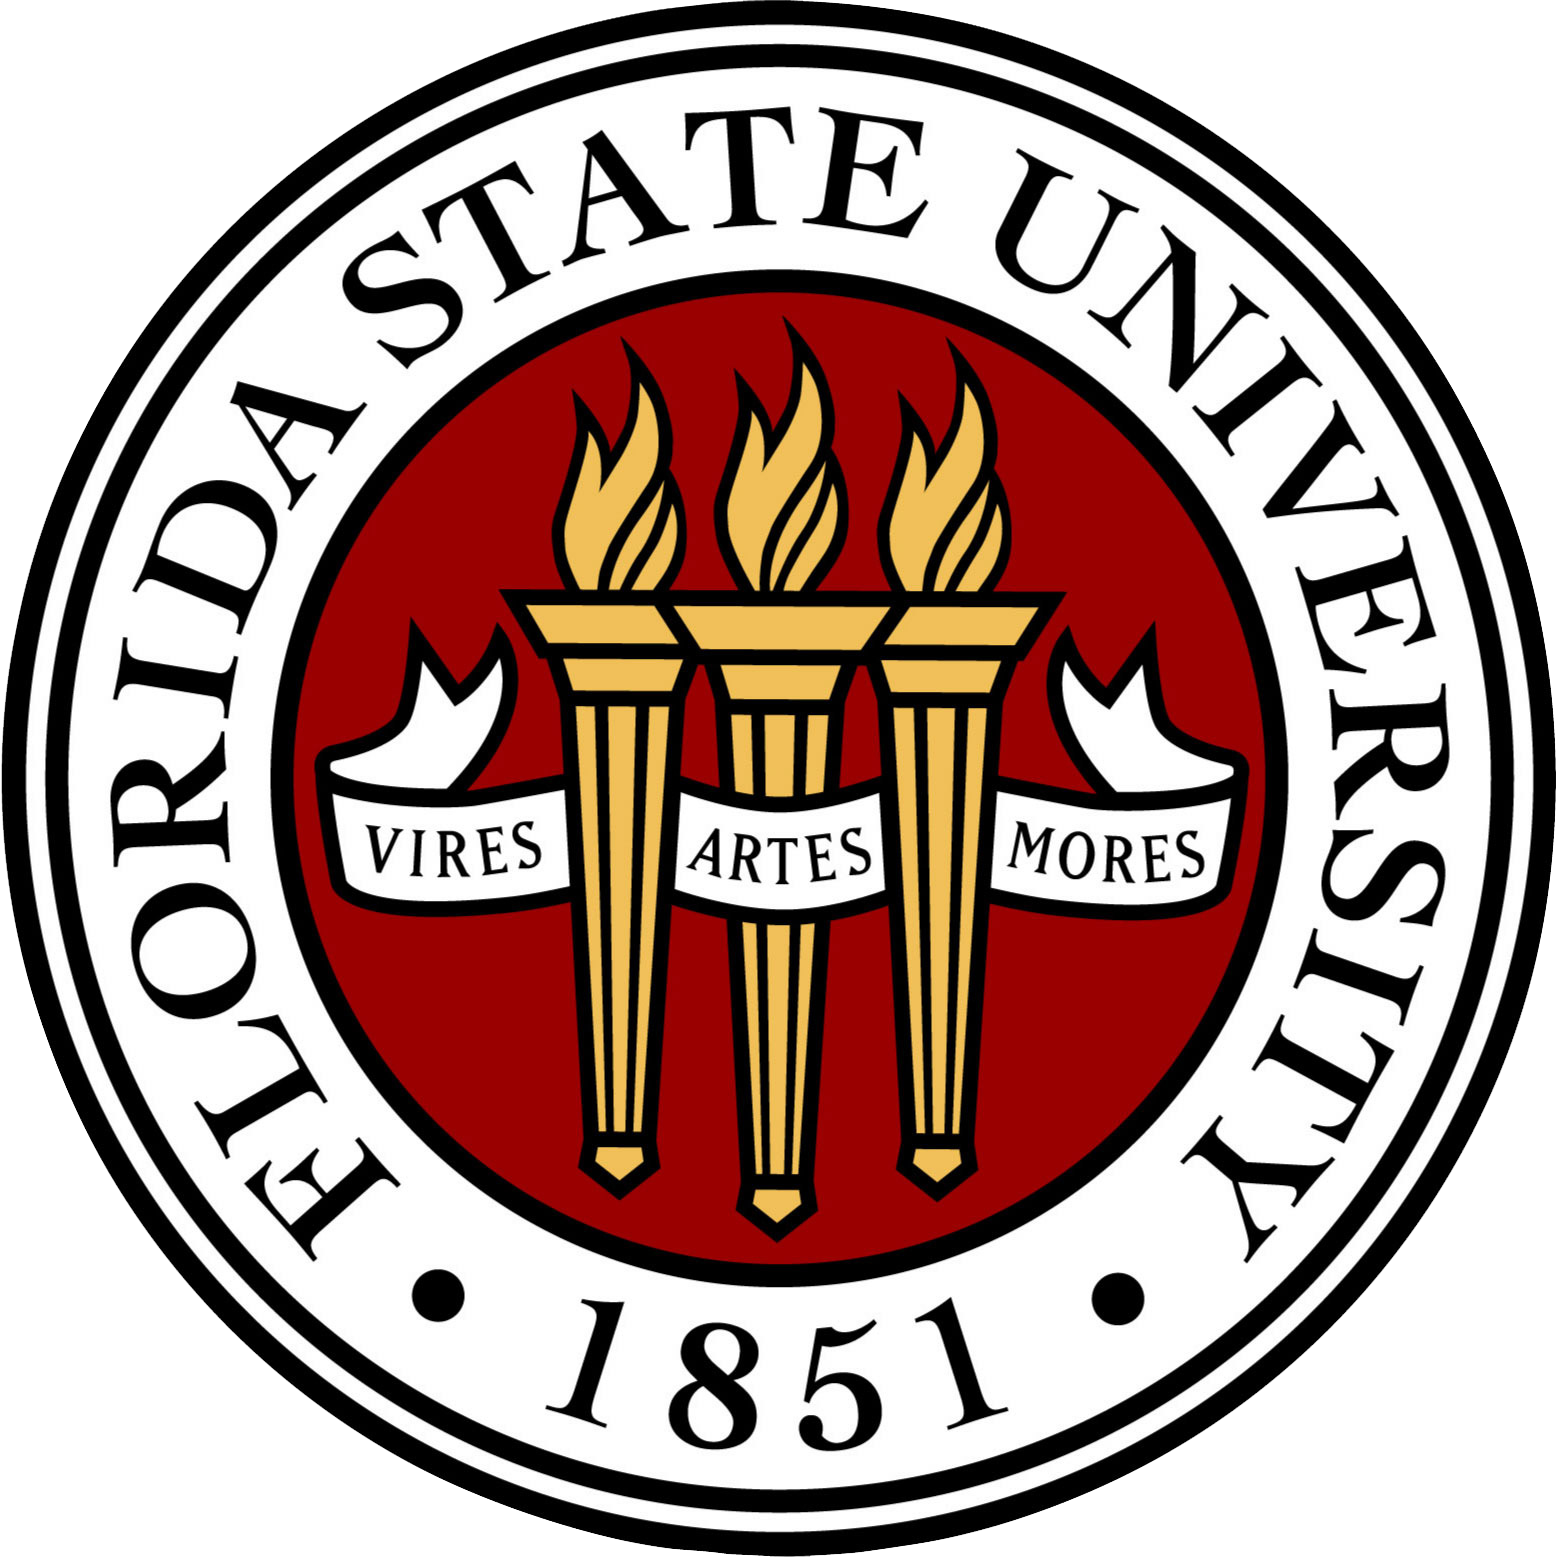 FLORIDA STATE UNIVERSITY
VIRES ARTES MORES
• 1851 •